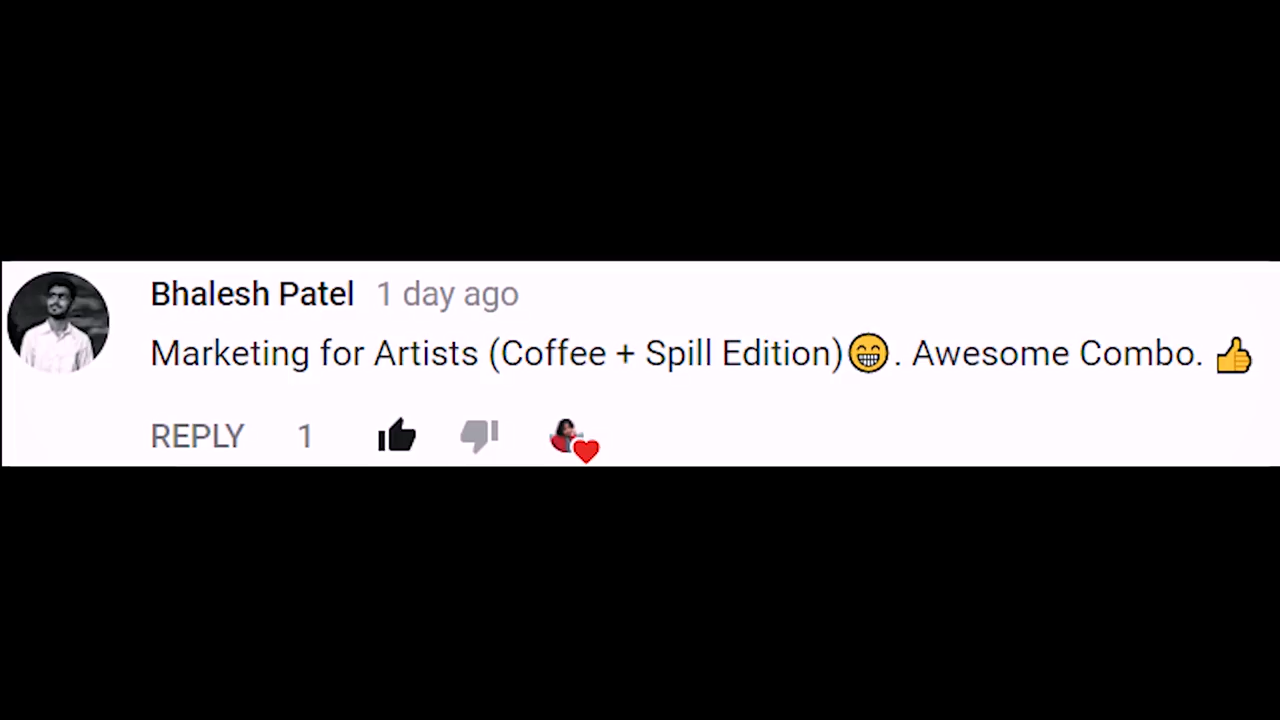 Bhalesh Patel 1 day ago
Marketing for Artists (Coffee + Spill Edition)😁. Awesome Combo. 👍
REPLY 1